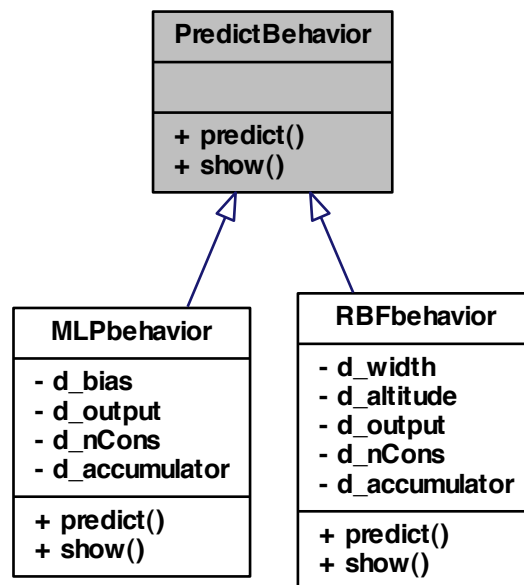 PredictBehavior
+ predict()
+ show()
MLPbehavior
- d_bias
- d_output
- d_nCons
- d_accumulator
+ predict()
+ show()
RBFbehavior
- d_width
- d_altitude
- d_output
- d_nCons
- d_accumulator
+ predict()
+ show()